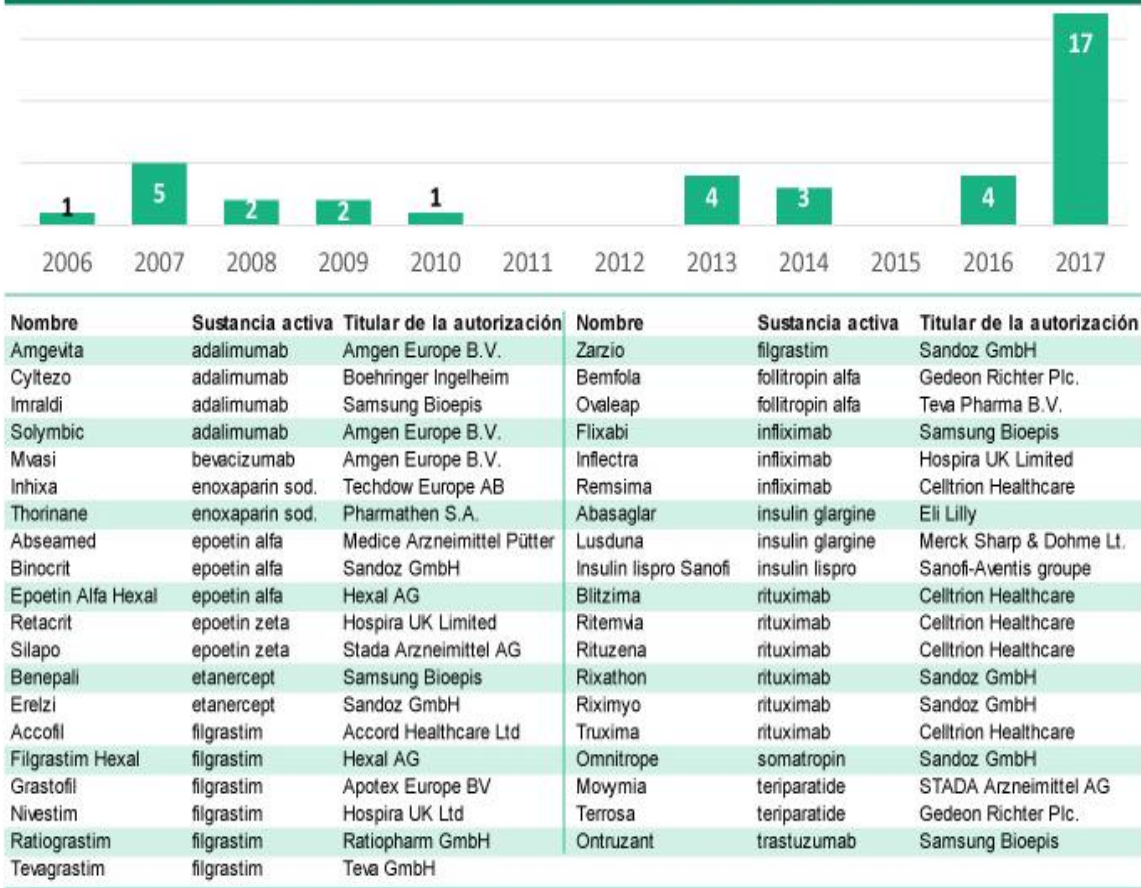 1 5 2 2 1 4 3 4 17
2006 2007 2008 2009 2010 2011 2012 2013 2014 2015 2016 2017
Nombre Sustancia activa Titular de la autorización Nombre Sustancia activa Titular de la autorización
Amgevita adalimumab Amgen Europe B.V. Zarzio filgrastim Sandoz GmbH
Cyltezo adalimumab Boehringer Ingelheim Bemfola follitropin alfa Gedeon Richter Plc.
Imraldi adalimumab Samsung Bioepis Ovaleap follitropin alfa Teva Pharma B.V.
Solymbic adalimumab Amgen Europe B.V. Flixabi infliximab Samsung Bioepis
Mvasi bevacizumab Amgen Europe B.V. Inflectra infliximab Hospira UK Limited
Inhixa enoxaparin sod. Techdow Europe AB Remsima infliximab Celltrion Healthcare
Thorinane enoxaparin sod. Pharmathen S.A. Abasaglar insulin glargine Eli Lilly
Abseamed epoetin alfa Medice Arzneimittel Pütter Lusduna insulin glargine Merck Sharp & Dohme Lt.
Binocrit epoetin alfa Sandoz GmbH Insulin lispro Sanofi insulin lispro Sanofi-Aventis groupe
Epoetin Alfa Hexal epoetin alfa Hexal AG Blitzima rituximab Celltrion Healthcare
Retacrit epoetin zeta Hospira UK Limited Ritemvia rituximab Celltrion Healthcare
Silapo epoetin zeta Stada Arzneimittel AG Rituzena rituximab Celltrion Healthcare
Benepali etanercept Samsung Bioepis Rixathon rituximab Sandoz GmbH
Erelzi etanercept Sandoz GmbH Riximyo rituximab Sandoz GmbH
Accofil filgrastim Accord Healthcare Ltd Truxima rituximab Celltrion Healthcare
Filgrastim Hexal filgrastim Hexal AG Omnitrope somatropin Sandoz GmbH
Grastofil filgrastim Apotex Europe BV Movymia teriparatide STADA Arzneimittel AG
Nivestim filgrastim Hospira UK Ltd Terrosa teriparatide Gedeon Richter Plc.
Ratiograstim filgrastim Ratiopharm GmbH Ontruzant trastuzumab Samsung Bioepis
Tevagrastim filgrastim Teva GmbH